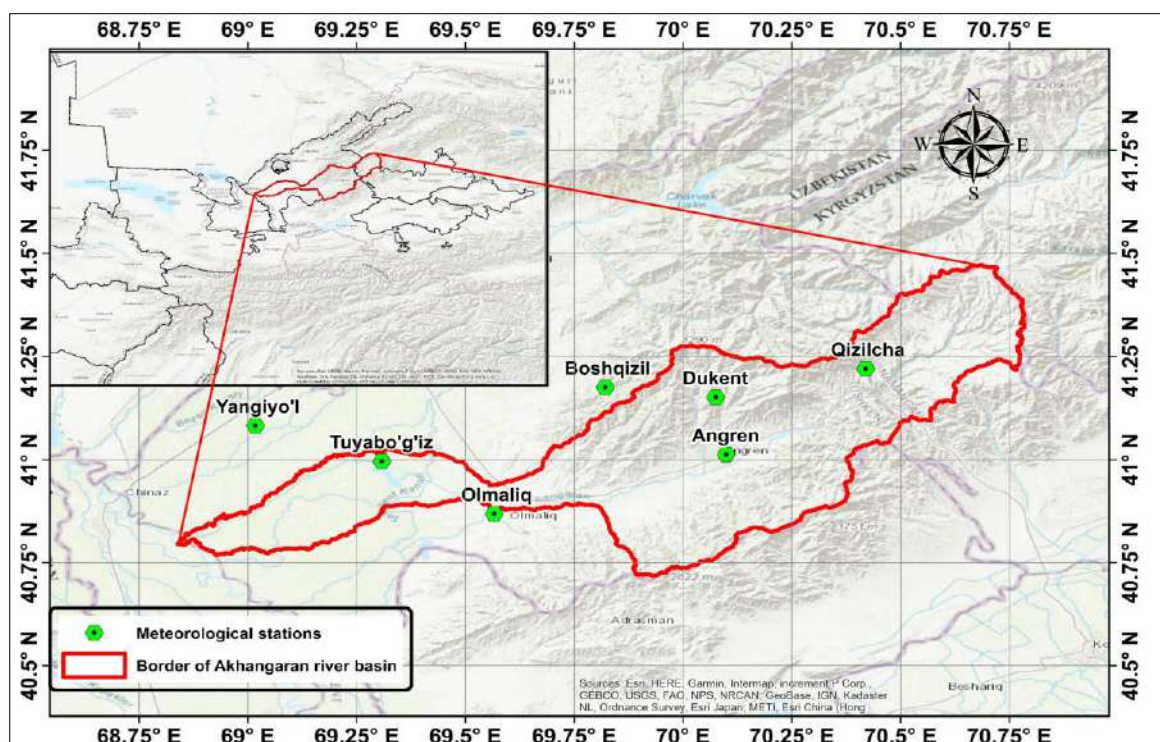 68.75° E 69° E 69.25° E 69.5° E 69.75° E 70° E 70.25° E 70.5° E 70.75° E
41.75° N
41.5° N
41.25° N
41° N
40.75° N
40.5° N
41.75° N
41.5° N
41.25° N
41° N
40.75° N
40.5° N
N
W E
S
UZBEKISTAN
KYRGYZSTAN
Charvak
Lake
Qizilcha
Boshqizil
Dukent
Yangiyo'l
Angren
Tuyabo'g'iz
Chinaz
Olmaliq
Olmaliq
Adrasman
Beshariq
Meteorological stations
Border of Akhangaran river basin
Sources: Esri, HERE, Garmin, Intermap, increment P Corp.,
GEBCO, USGS, FAO, NPS, NRCAN, GeoBase, IGN, Kadaster
NL, Ordnance Survey, Esri Japan, METI, Esri China (Hong
68.75° E 69° E 69.25° E 69.5° E 69.75° E 70° E 70.25° E 70.5° E 70.75° E